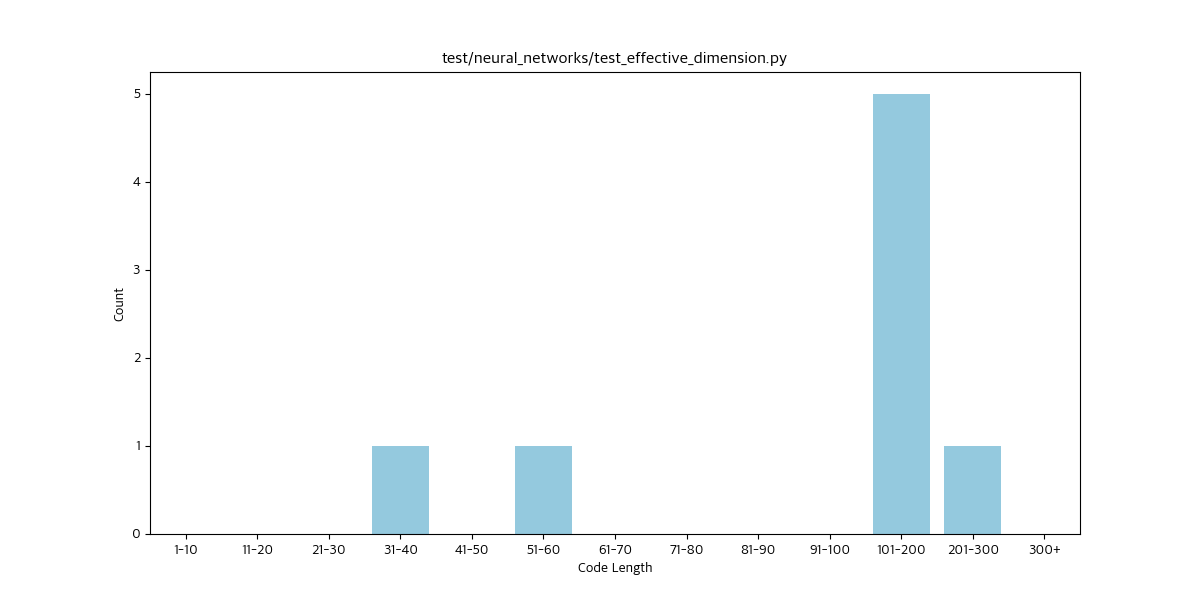 test/neural_networks/test_effective_dimension.py
5
4
3
2
1
0
Count
1-10 11-20 21-30 31-40 41-50 51-60 61-70 71-80 81-90 91-100 101-200 201-300 300+
Code Length